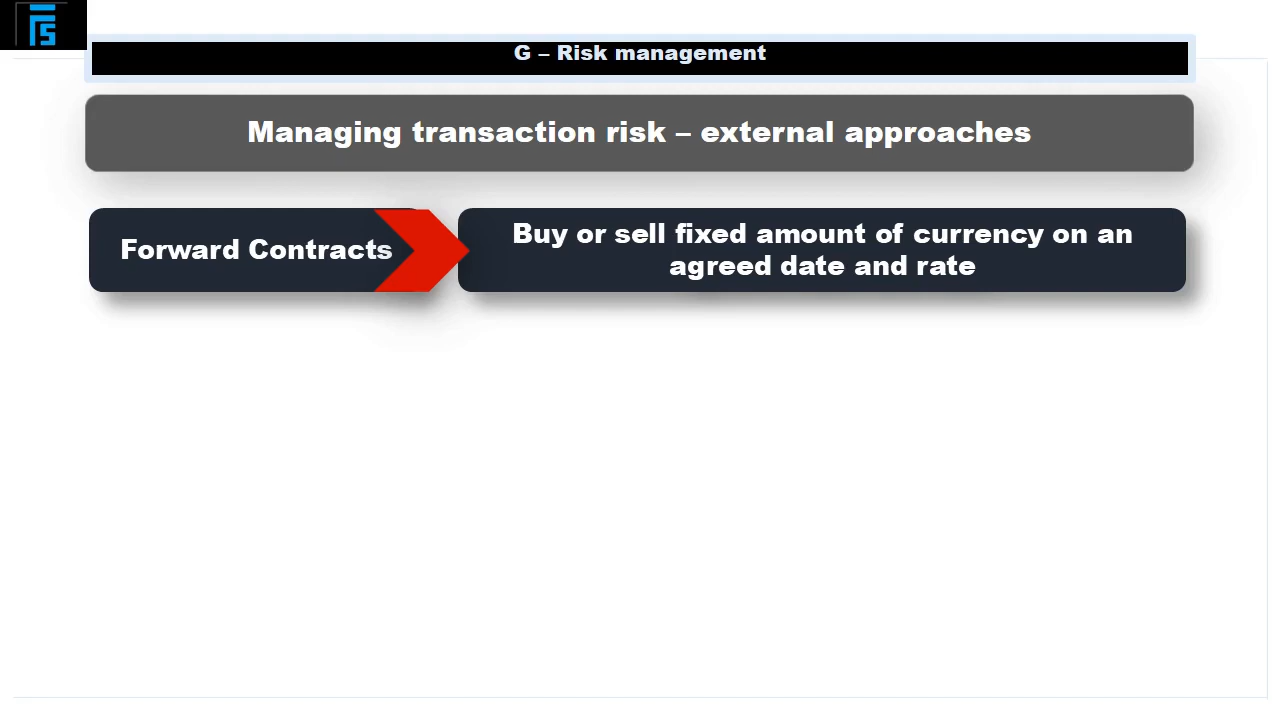 G – Risk management
Managing transaction risk – external approaches
Forward Contracts
Buy or sell fixed amount of currency on an
agreed date and rate